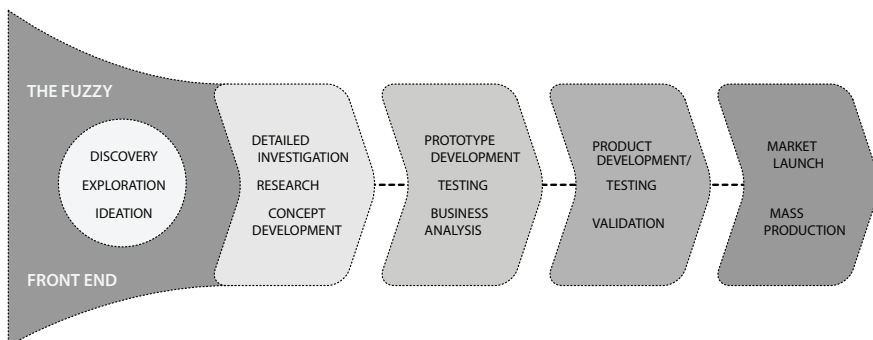 THE FUZZY
DISCOVERY
EXPLORATION
IDEATION
FRONT END
DETAILED
INVESTIGATION
RESEARCH
CONCEPT
DEVELOPMENT
PROTOTYPE
DEVELOPMENT
TESTING
BUSINESS
ANALYSIS
PRODUCT
DEVELOPMENT/
TESTING
VALIDATION
MARKET
LAUNCH
MASS
PRODUCTION